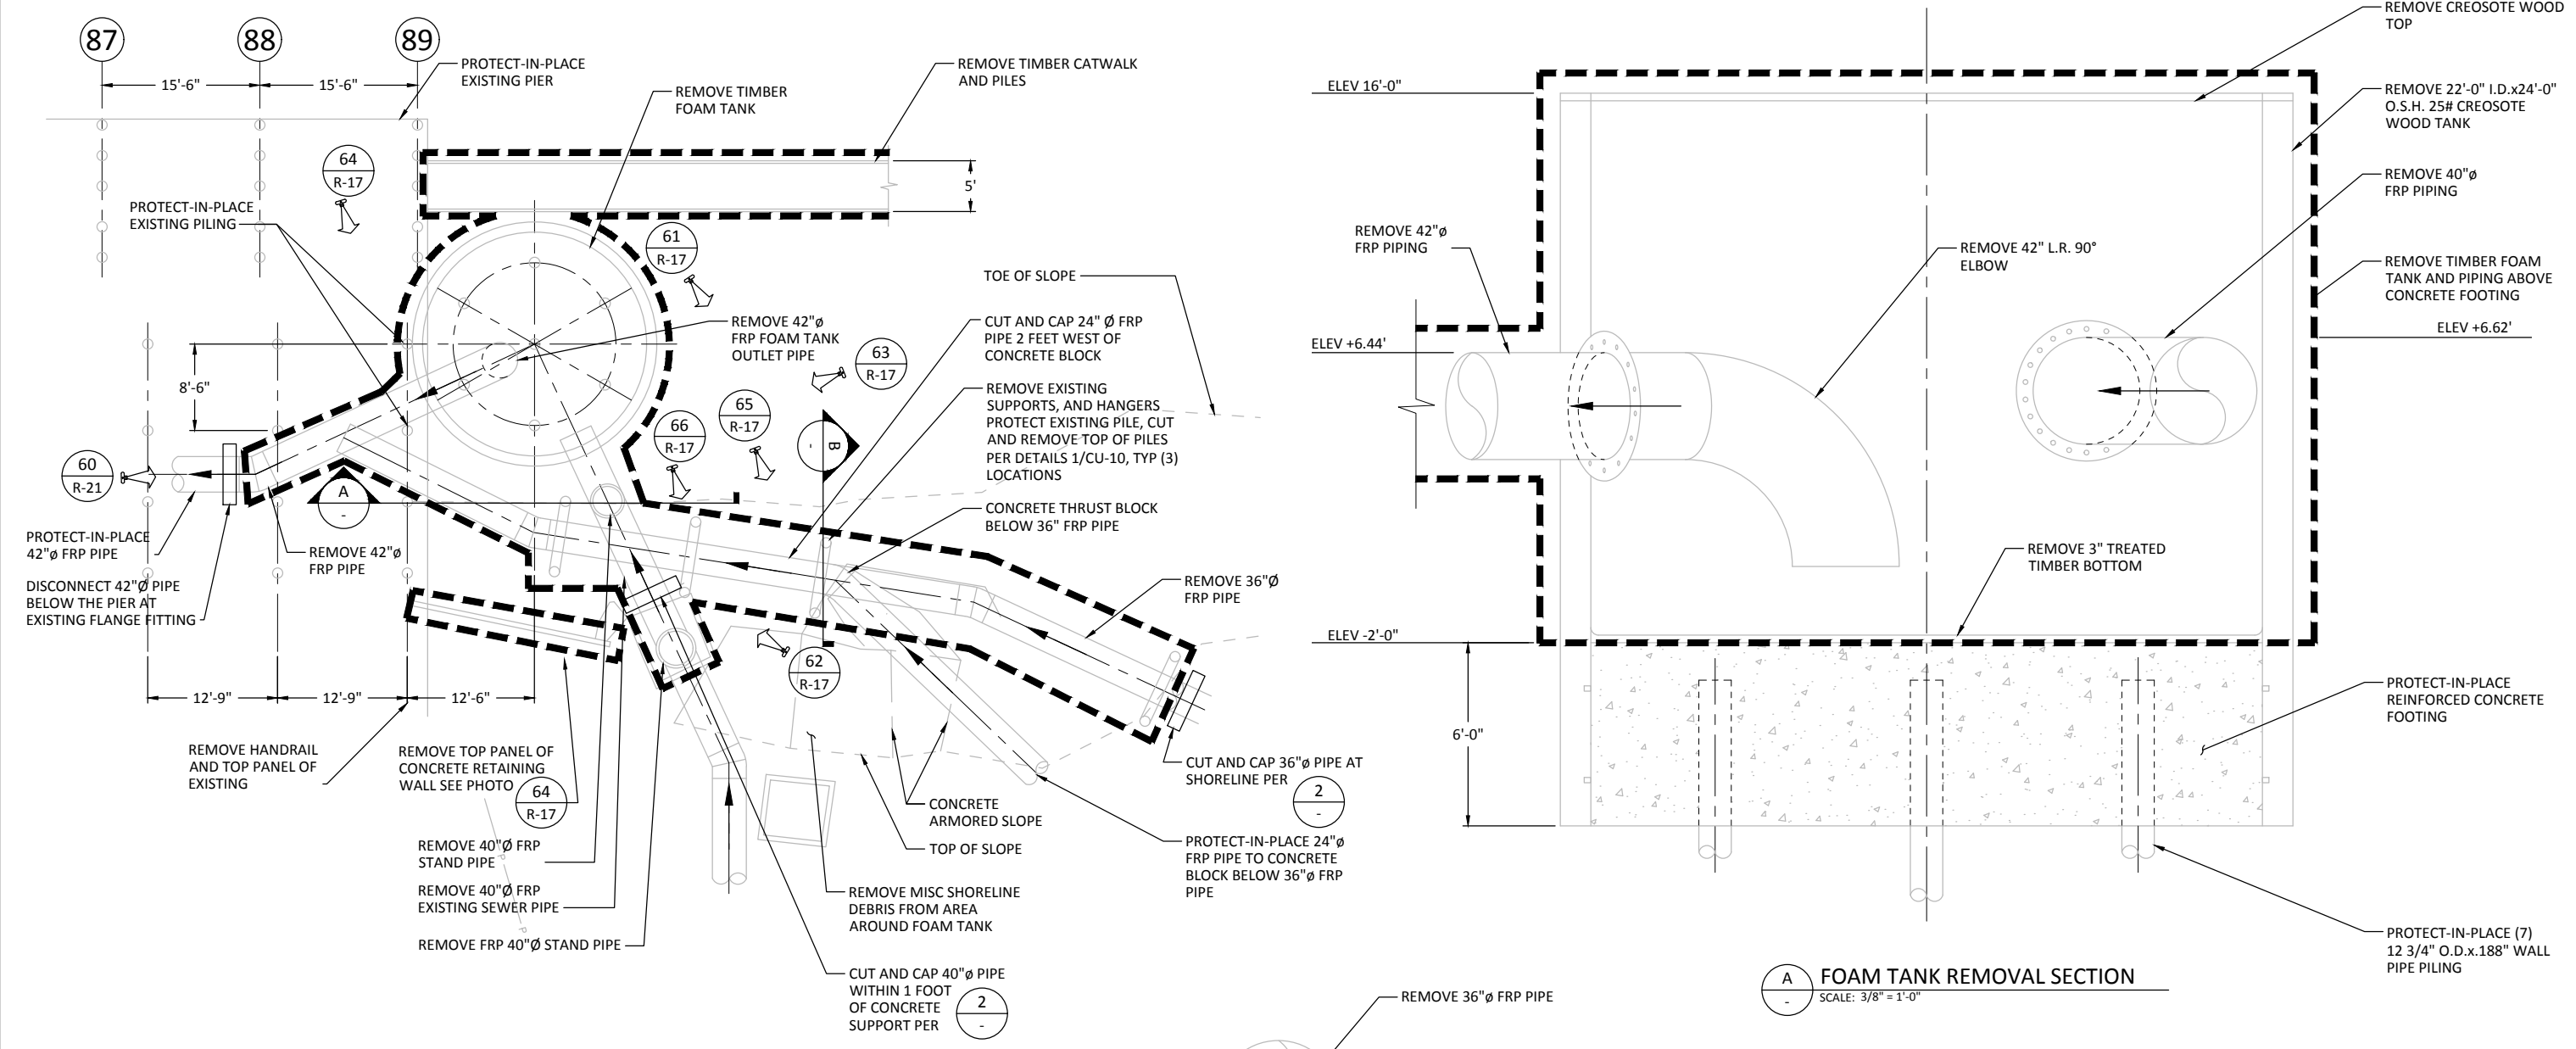 87
88
89
15'-6"
15'-6"
PROTECT-IN-PLACE
EXISTING PIER
REMOVE TIMBER
FOAM TANK
REMOVE TIMBER CATWALK
AND PILES
64
R-17
5'
PROTECT-IN-PLACE
EXISTING PILING
61
R-17
TOE OF SLOPE
REMOVE 42"ø
FRP FOAM TANK
OUTLET PIPE
CUT AND CAP 24" Ø FRP
PIPE 2 FEET WEST OF
CONCRETE BLOCK
63
R-17
8'-6"
REMOVE EXISTING
SUPPORTS, AND HANGERS
PROTECT EXISTING PILE, CUT
AND REMOVE TOP OF PILES
PER DETAILS 1/CU-10, TYP (3)
LOCATIONS
65
R-17
66
R-17
B
-
60
R-21
A
-
CONCRETE THRUST BLOCK
BELOW 36" FRP PIPE
PROTECT-IN-PLACE
42"ø FRP PIPE
REMOVE 42"ø
FRP PIPE
DISCONNECT 42"Ø PIPE
BELOW THE PIER AT
EXISTING FLANGE FITTING
REMOVE 36"Ø
FRP PIPE
62
R-17
12'-9"
12'-9"
12'-6"
REMOVE HANDRAIL
AND TOP PANEL OF
EXISTING
REMOVE TOP PANEL OF
CONCRETE RETAINING
WALL SEE PHOTO
64
R-17
CUT AND CAP 36"ø PIPE AT
SHORELINE PER
2
-
CONCRETE
ARMORED SLOPE
TOP OF SLOPE
PROTECT-IN-PLACE 24"ø
FRP PIPE TO CONCRETE
BLOCK BELOW 36"ø FRP
PIPE
REMOVE 40"Ø FRP
STAND PIPE
P
REMOVE 40"Ø FRP
EXISTING SEWER PIPE
P
REMOVE MISC SHORELINE
DEBRIS FROM AREA
AROUND FOAM TANK
REMOVE FRP 40"Ø STAND PIPE
CUT AND CAP 40"ø PIPE
WITHIN 1 FOOT
OF CONCRETE
SUPPORT PER
2
-
REMOVE 36"ø FRP PIPE
REMOVE CREOSOTE WOOD
TOP
ELEV 16'-0"
REMOVE 22'-0" I.D.x24'-0"
O.S.H. 25# CREOSOTE
WOOD TANK
REMOVE 40"ø
FRP PIPING
REMOVE 42"ø
FRP PIPING
REMOVE 42" L.R. 90°
ELBOW
REMOVE TIMBER FOAM
TANK AND PIPING ABOVE
CONCRETE FOOTING
ELEV +6.62'
ELEV +6.44'
REMOVE 3" TREATED
TIMBER BOTTOM
ELEV -2'-0"
PROTECT-IN-PLACE
REINFORCED CONCRETE
FOOTING
6'-0"
PROTECT-IN-PLACE (7)
12 3/4" O.D.x.188" WALL
PIPE PILING
A
-
FOAM TANK REMOVAL SECTION
SCALE: 3/8" = 1'-0"